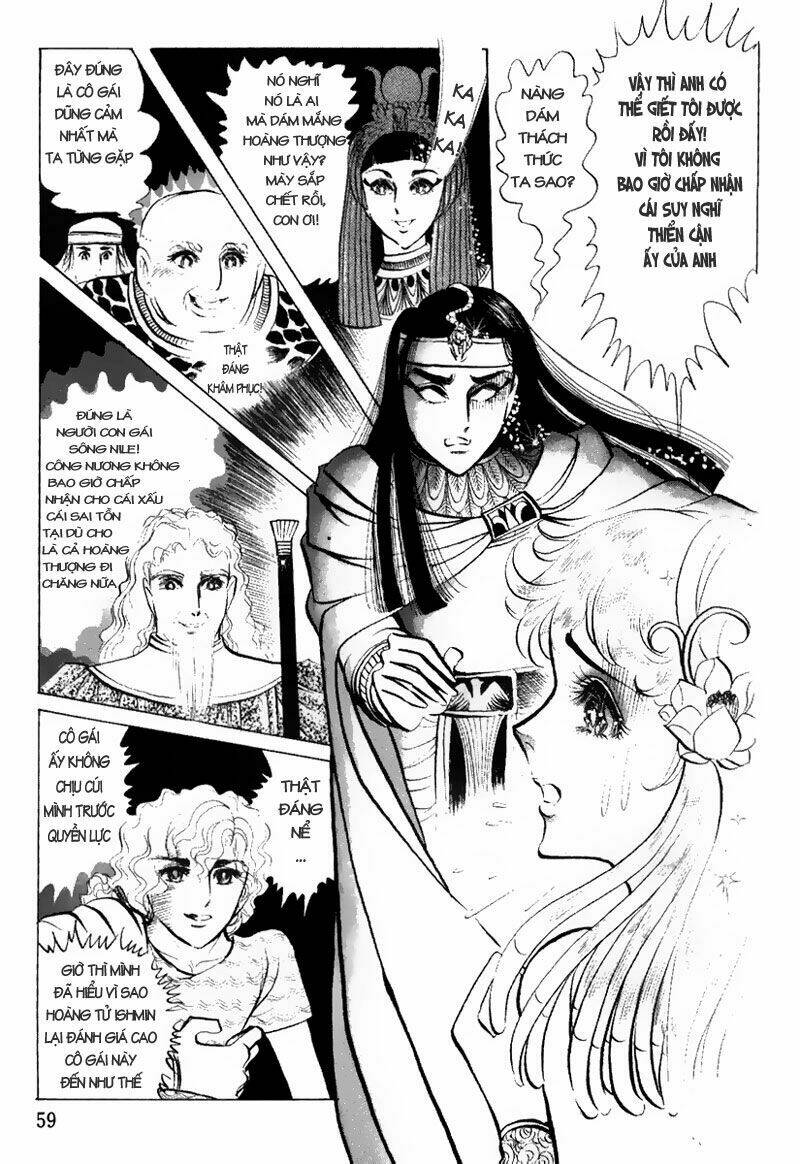 VẬY THÌ ANH CÓ
THỂ GIẾT TÔI ĐƯỢC
RỒI ĐẤY!
VÌ TÔI KHÔNG
BAO GIỜ CHẤP NHẬN
CÁI SUY NGHĨ
THIỂN CẬN
ẤY CỦA ANH
NÀNG
DÁM
THÁCH
THỨC
TA SAO?
KA
KA
KA!
NÓ NGHĨ
NÓ LÀ AI
MÀ DÁM MẮNG
HOÀNG THƯỢNG
NHƯ VẬY?
MÀY SẮP
CHẾT RỒI,
CON ƠI!
ĐÂY ĐÚNG
LÀ CÔ GÁI
DŨNG CẢM
NHẤT MÀ
TA TỪNG GẶP
THẬT
ĐÁNG
KHÂM PHỤC!
ĐÚNG LÀ
NGƯỜI CON GÁI
SÔNG NILE!
CÔNG NƯƠNG KHÔNG
BAO GIỜ CHẤP
NHẬN CHO CÁI XẤU
CÁI SAI TỒN
TẠI DÙ CHO
LÀ CẢ HOÀNG
THƯỢNG ĐI
CHĂNG NỮA
CÔ GÁI
ẤY KHÔNG
CHỊU CÚI
MÌNH TRƯỚC
QUYỀN LỰC
THẬT
ĐÁNG
NỂ
...
GIỜ THÌ MÌNH
ĐÃ HIỂU VÌ SAO
HOÀNG TỬ ISHMIN
LẠI ĐÁNH GIÁ CAO
CÔ GÁI NÀY
ĐẾN NHƯ THẾ
59